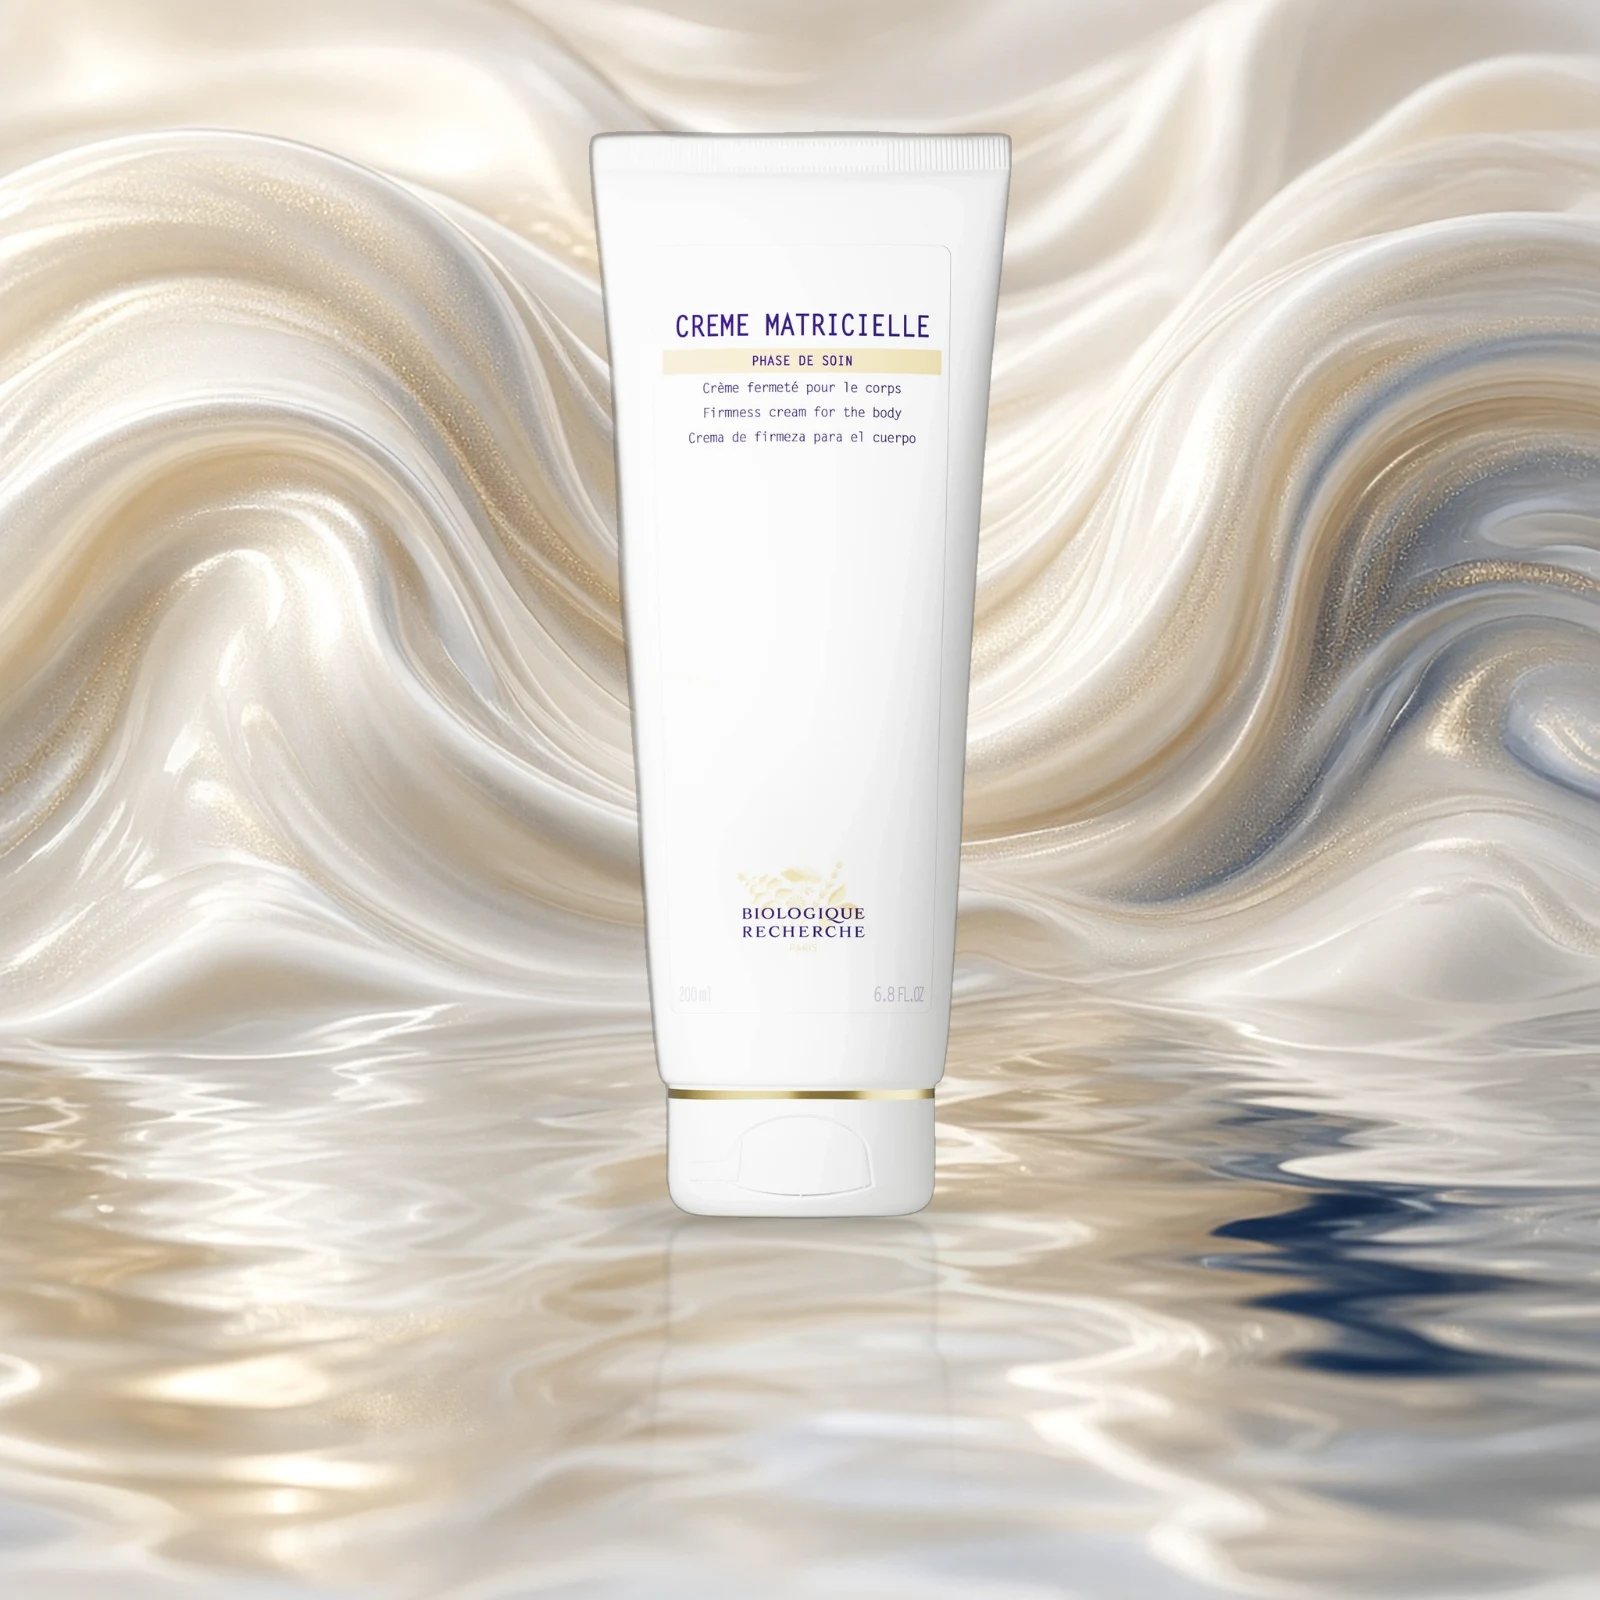 CREME MATRICIELLE
PHASE DE SOIN
Crème fermeté pour le corps
Firmness cream for the body
Crema de firmeza para el cuerpo
BIOLOGIQUE
RECHERCHE
PARIS
200 ml
6.8 FL.OZ